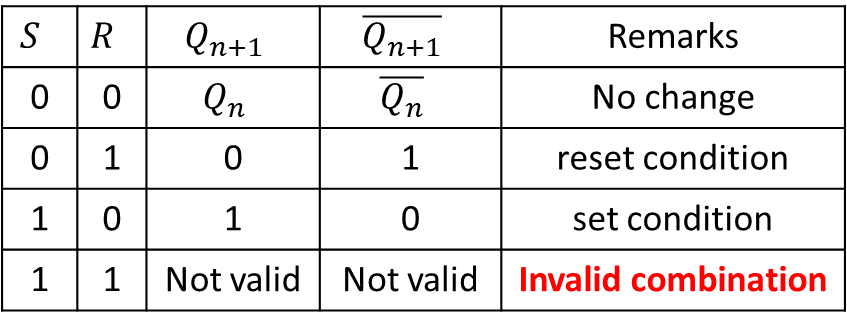 S R Q_{n+1} \overline{Q_{n+1}} Remarks
0 0 Q_n \overline{Q_n} No change
0 1 0 1 reset condition
1 0 1 0 set condition
1 1 Not valid Not valid Invalid combination